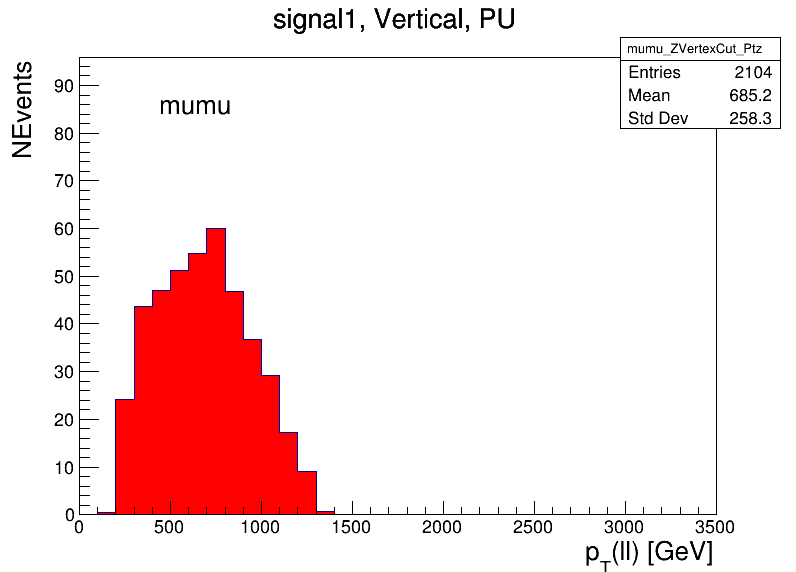 signal1, Vertical, PU
mumu_ZVertexCut_Ptz
Entries 2104
Mean 685.2
Std Dev 258.3
NEvents
mumu
90
80
70
60
50
40
30
20
10
0
0 500 1000 1500 2000 2500 3000 3500
p_T(ll) [GeV]